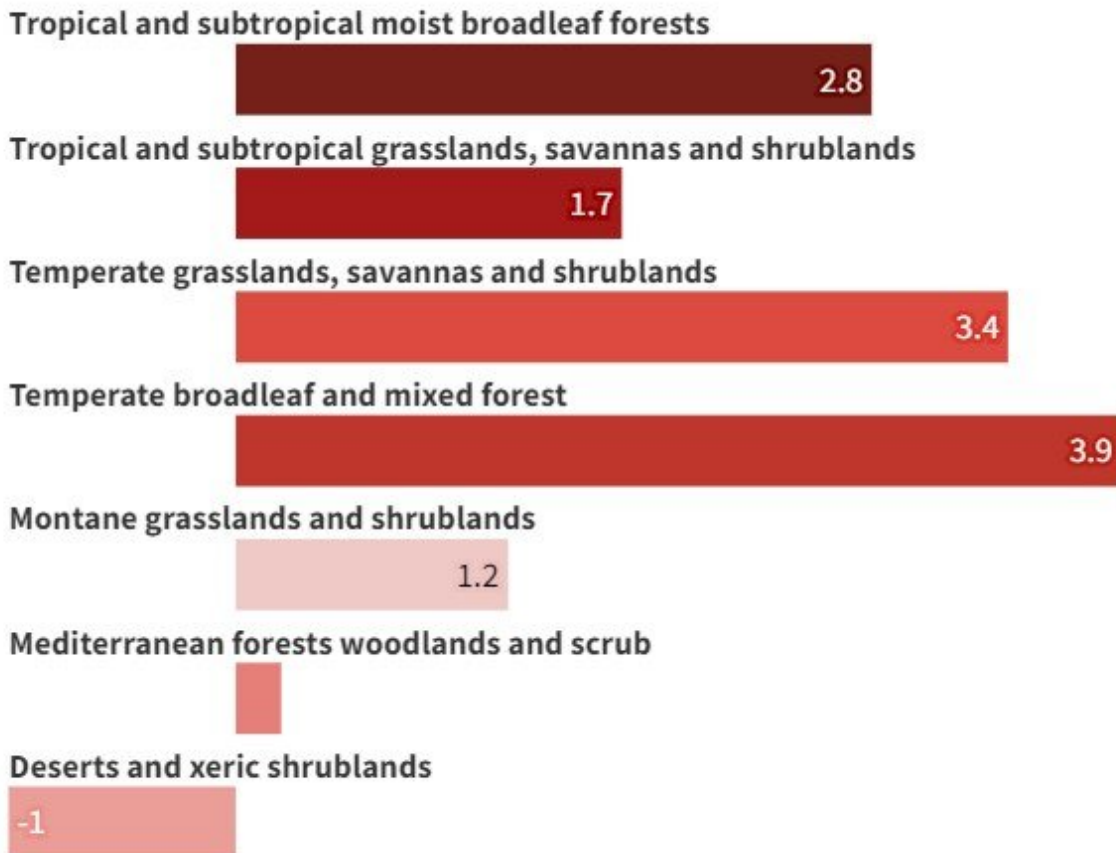 Tropical and subtropical moist broadleaf forests
2.8
Tropical and subtropical grasslands, savannas and shrublands
1.7
Temperate grasslands, savannas and shrublands
3.4
Temperate broadleaf and mixed forest
3.9
Montane grasslands and shrublands
1.2
Mediterranean forests woodlands and scrub
Deserts and xeric shrublands
-1